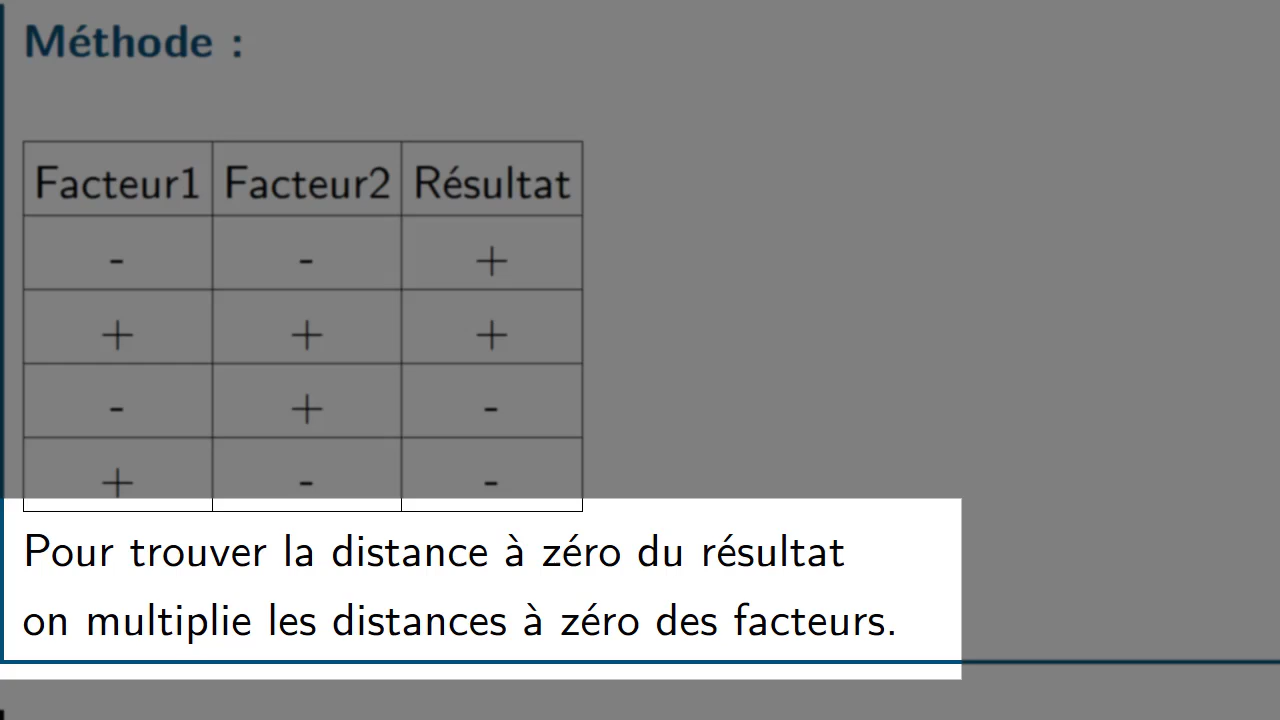 Méthode :
Facteur1 Facteur2 Résultat
- - +
+ + +
- + -
+ - -
Pour trouver la distance à zéro du résultat
on multiplie les distances à zéro des facteurs.